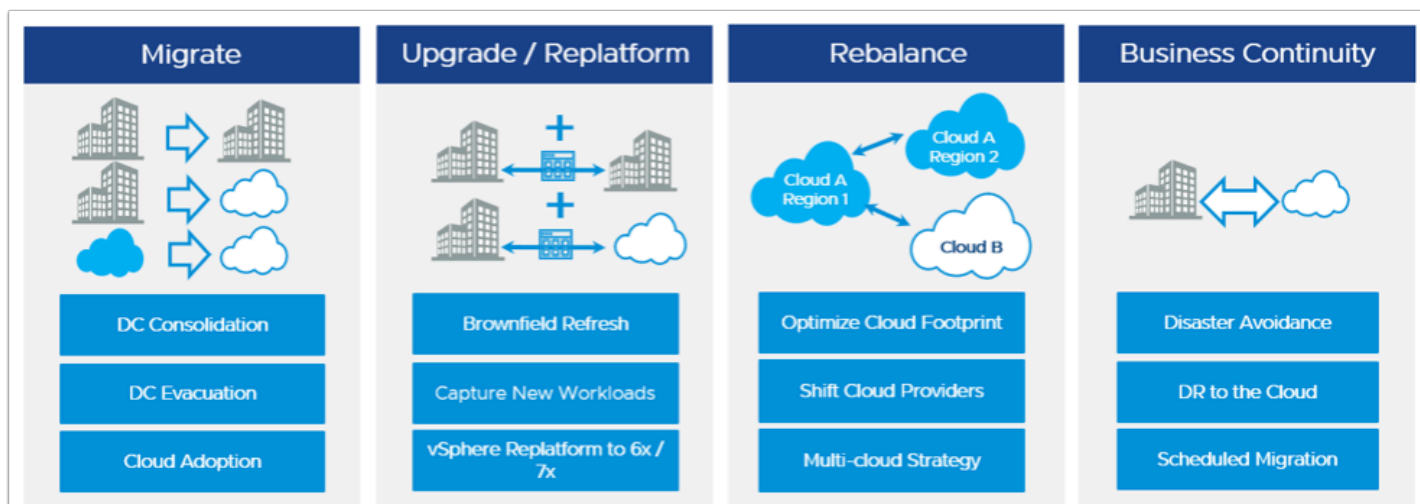 Migrate
Upgrade / Replatform
Rebalance
Business Continuity
Cloud A
Region 2
Cloud A
Region 1
Cloud B
DC Consolidation
DC Evacuation
Cloud Adoption
Brownfield Refresh
Capture New Workloads
vSphere Replatform to 6x /
7x
Optimize Cloud Footprint
Shift Cloud Providers
Multi-cloud Strategy
Disaster Avoidance
DR to the Cloud
Scheduled Migration